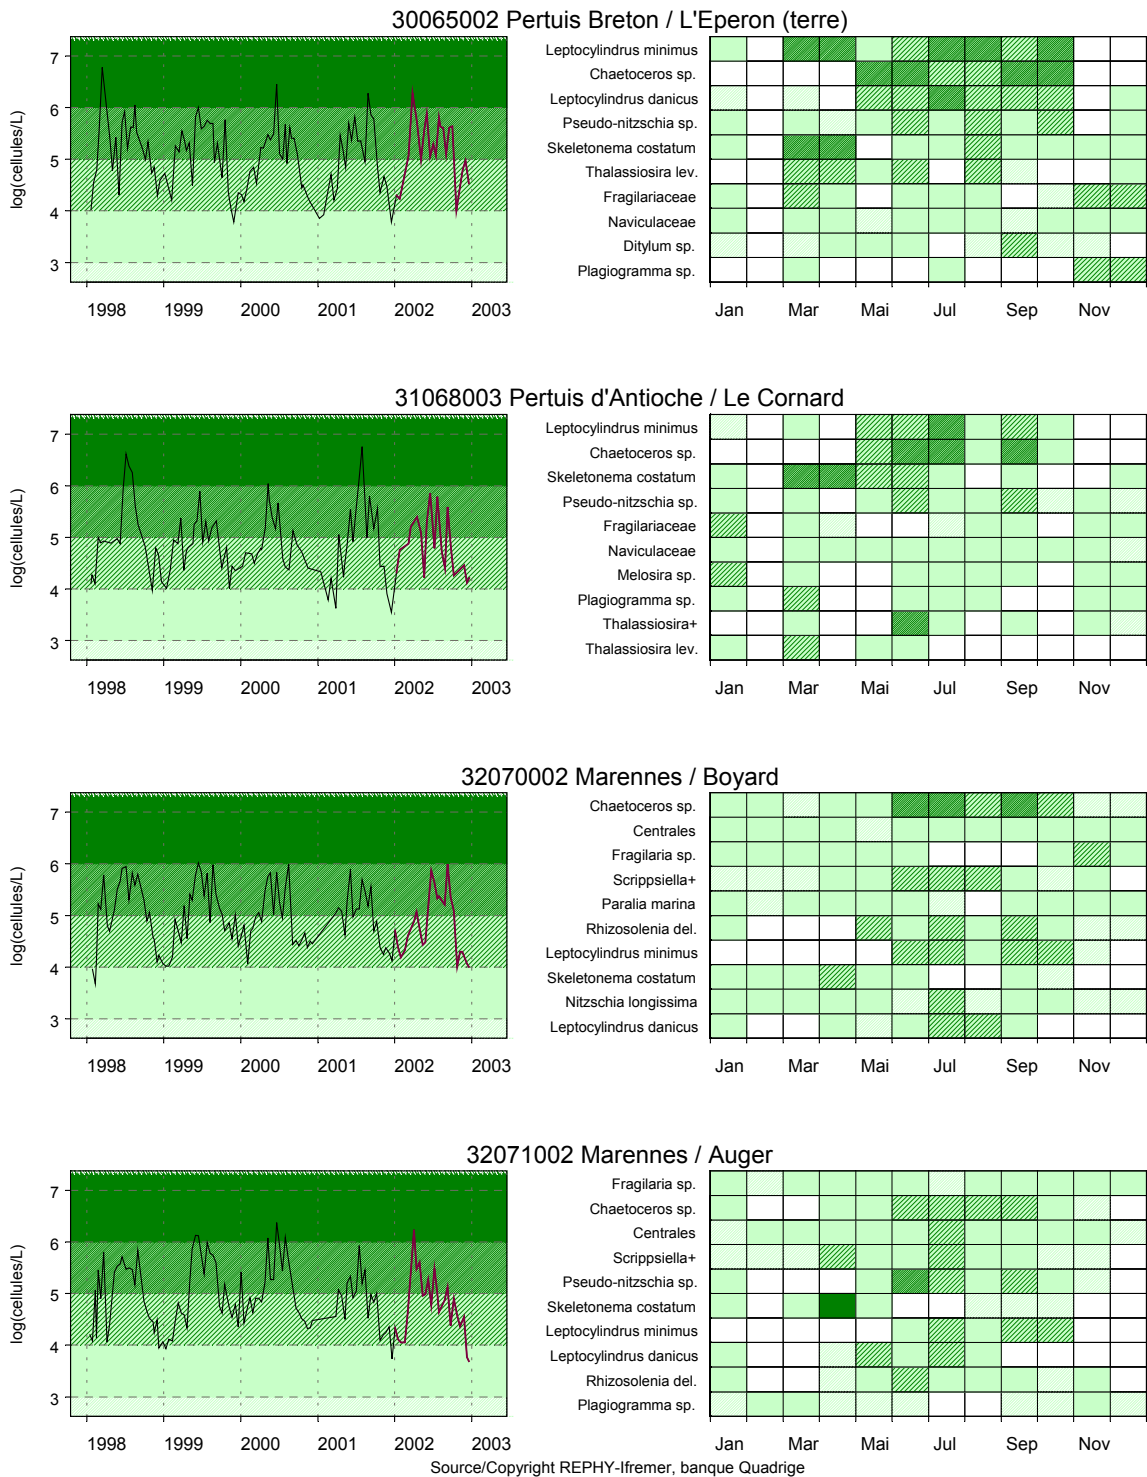 30065002 Pertuis Breton / L'Eperon (terre)
log(cellules/L)
7
6
5
4
3
1998 1999 2000 2001 2002 2003
Leptocylindrus minimus
Chaetoceros sp.
Leptocylindrus danicus
Pseudo-nitzschia sp.
Skeletonema costatum
Thalassiosira lev.
Fragilariaceae
Naviculaceae
Ditylum sp.
Plagiogramma sp.
Jan Mar Mai Jul Sep Nov
31068003 Pertuis d'Antioche / Le Cornard
log(cellules/L)
7
6
5
4
3
1998 1999 2000 2001 2002 2003
Leptocylindrus minimus
Chaetoceros sp.
Skeletonema costatum
Pseudo-nitzschia sp.
Fragilariaceae
Naviculaceae
Melosira sp.
Plagiogramma sp.
Thalassiosira+
Thalassiosira lev.
Jan Mar Mai Jul Sep Nov
32070002 Marennes / Boyard
log(cellules/L)
7
6
5
4
3
1998 1999 2000 2001 2002 2003
Chaetoceros sp.
Centrales
Fragilaria sp.
Scrippsiella+
Paralia marina
Rhizosolenia del.
Leptocylindrus minimus
Skeletonema costatum
Nitzschia longissima
Leptocylindrus danicus
Jan Mar Mai Jul Sep Nov
32071002 Marennes / Auger
log(cellules/L)
7
6
5
4
3
1998 1999 2000 2001 2002 2003
Fragilaria sp.
Chaetoceros sp.
Centrales
Scrippsiella+
Pseudo-nitzschia sp.
Skeletonema costatum
Leptocylindrus minimus
Leptocylindrus danicus
Rhizosolenia del.
Plagiogramma sp.
Jan Mar Mai Jul Sep Nov
Source/Copyright REPHY-Ifremer, banque Quadrige